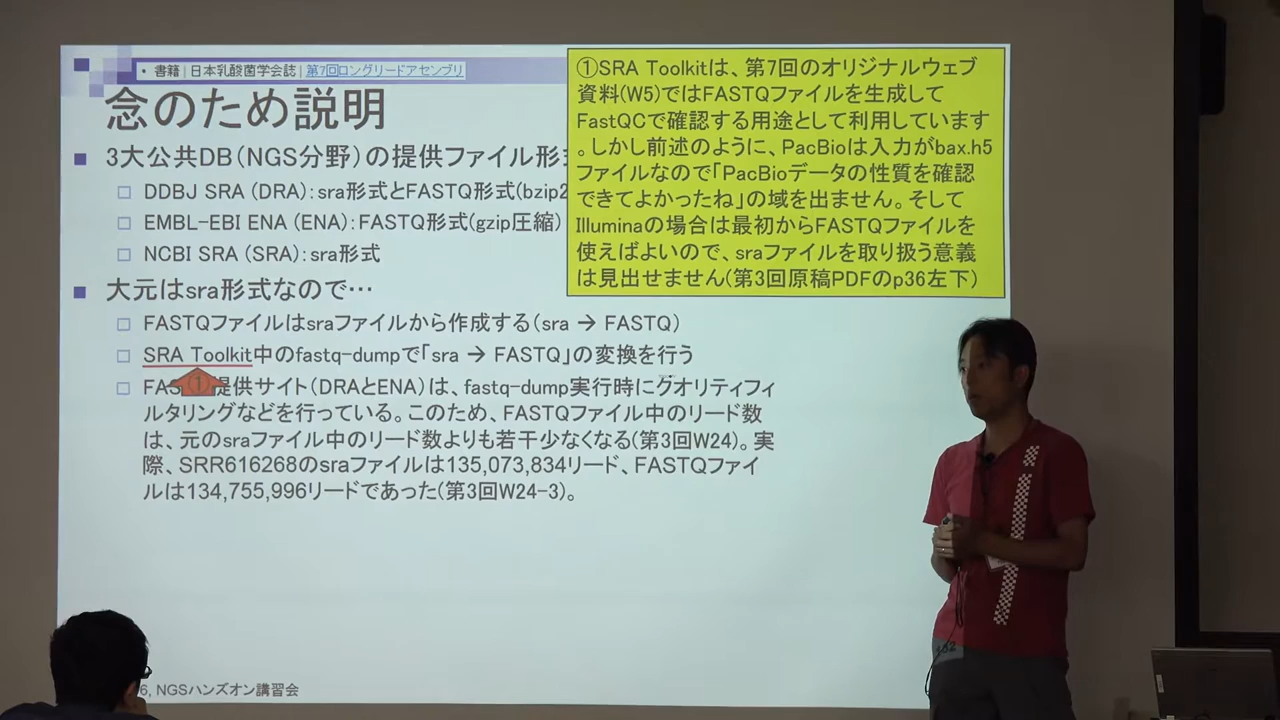 • 書籍 | 日本乳酸菌学会誌 | 第7回ロングリードアセンブリ
念のため説明
■ 3大公共DB(NGS分野)の提供ファイル形
□ DDBJ SRA (DRA):sra形式とFASTQ形式(bzip2
□ EMBL-EBI ENA (ENA):FASTQ形式(gzip圧縮)
□ NCBI SRA (SRA):sra形式
■ 大元はsra形式なので…
□ FASTQファイルはsraファイルから作成する(sra → FASTQ)
□ SRA Toolkit中のfastq-dumpで「sra → FASTQ」の変換を行う
①
□ FAS 提供サイト(DRAとENA)は、fastq-dump実行時にクオリティフィ
ルタリングなどを行っている。このため、FASTQファイル中のリード数
は、元のsraファイル中のリード数よりも若干少なくなる(第3回W24)。実
際、SRR616268のsraファイルは135,073,834リード、FASTQファイ
ルは134,755,996リードであった(第3回W24-3)。
①SRA Toolkitは、第7回のオリジナルウェブ
資料(W5)ではFASTQファイルを生成して
FastQCで確認する用途として利用しています
。しかし前述のように、PacBioは入力がbax.h5
ファイルなので「PacBioデータの性質を確認
できてよかったね」の域を出ません。そして
Illuminaの場合は最初からFASTQファイルを
使えばよいので、sraファイルを取り扱う意義
は見出せません(第3回原稿PDFのp36左下)
6, NGSハンズオン講習会